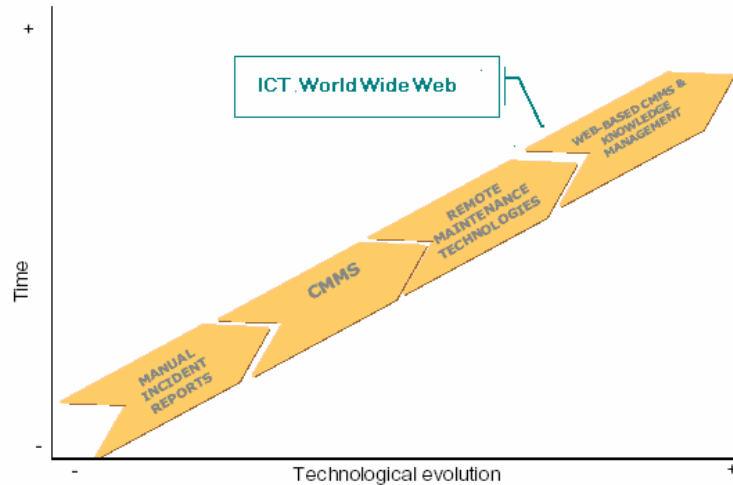 +
ICT , World Wide Web
WEB-BASED CMMS &
KNOWLEDGE
MANAGEMENT
REMOTE
MAINTENANCE
TECHNOLOGIES
CMMS
MANUAL
INCIDENT
REPORTS
Time
-
- +
Technological evolution